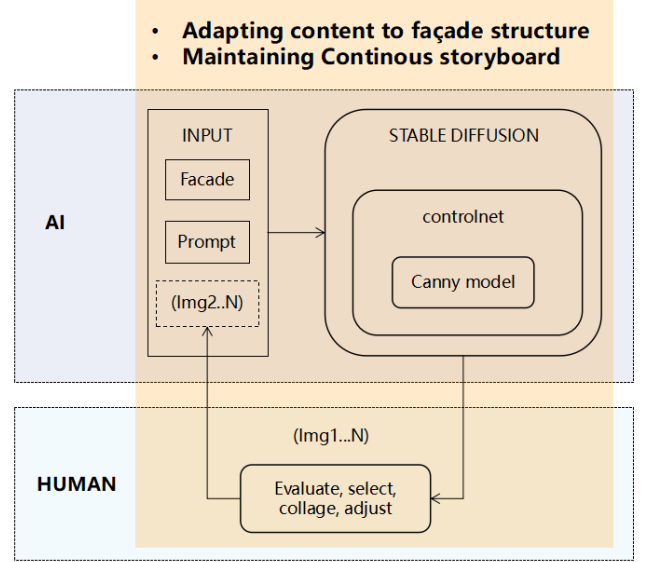 • Adapting content to façade structure
• Maintaining Continous storyboard
INPUT
STABLE DIFFUSION
Facade
controlnet
AI
Prompt
Canny model
(Img2..N)
(Img1...N)
HUMAN
Evaluate, select,
collage, adjust